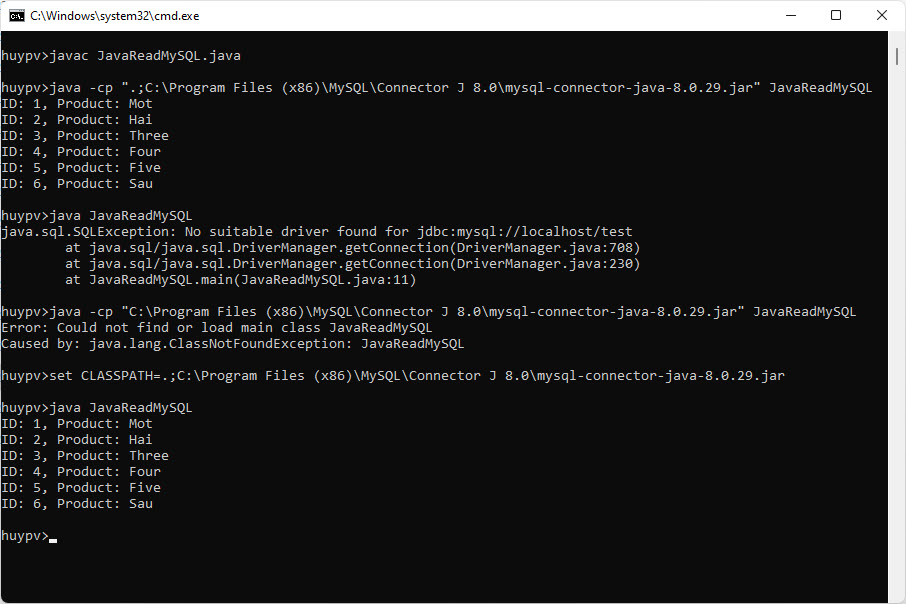 C:\Windows\system32\cmd.exe
huypv>javac JavaReadMySQL.java
huypv>java -cp ".;C:\Program Files (x86)\MySQL\Connector J 8.0\mysql-connector-java-8.0.29.jar" JavaReadMySQL
ID: 1, Product: Mot
ID: 2, Product: Hai
ID: 3, Product: Three
ID: 4, Product: Four
ID: 5, Product: Five
ID: 6, Product: Sau
huypv>java JavaReadMySQL
java.sql.SQLException: No suitable driver found for jdbc:mysql://localhost/test
        at java.sql/java.sql.DriverManager.getConnection(DriverManager.java:708)
        at java.sql/java.sql.DriverManager.getConnection(DriverManager.java:230)
        at JavaReadMySQL.main(JavaReadMySQL.java:11)
huypv>java -cp "C:\Program Files (x86)\MySQL\Connector J 8.0\mysql-connector-java-8.0.29.jar" JavaReadMySQL
Error: Could not find or load main class JavaReadMySQL
Caused by: java.lang.ClassNotFoundException: JavaReadMySQL
huypv>set CLASSPATH=.;C:\Program Files (x86)\MySQL\Connector J 8.0\mysql-connector-java-8.0.29.jar
huypv>java JavaReadMySQL
ID: 1, Product: Mot
ID: 2, Product: Hai
ID: 3, Product: Three
ID: 4, Product: Four
ID: 5, Product: Five
ID: 6, Product: Sau
huypv>